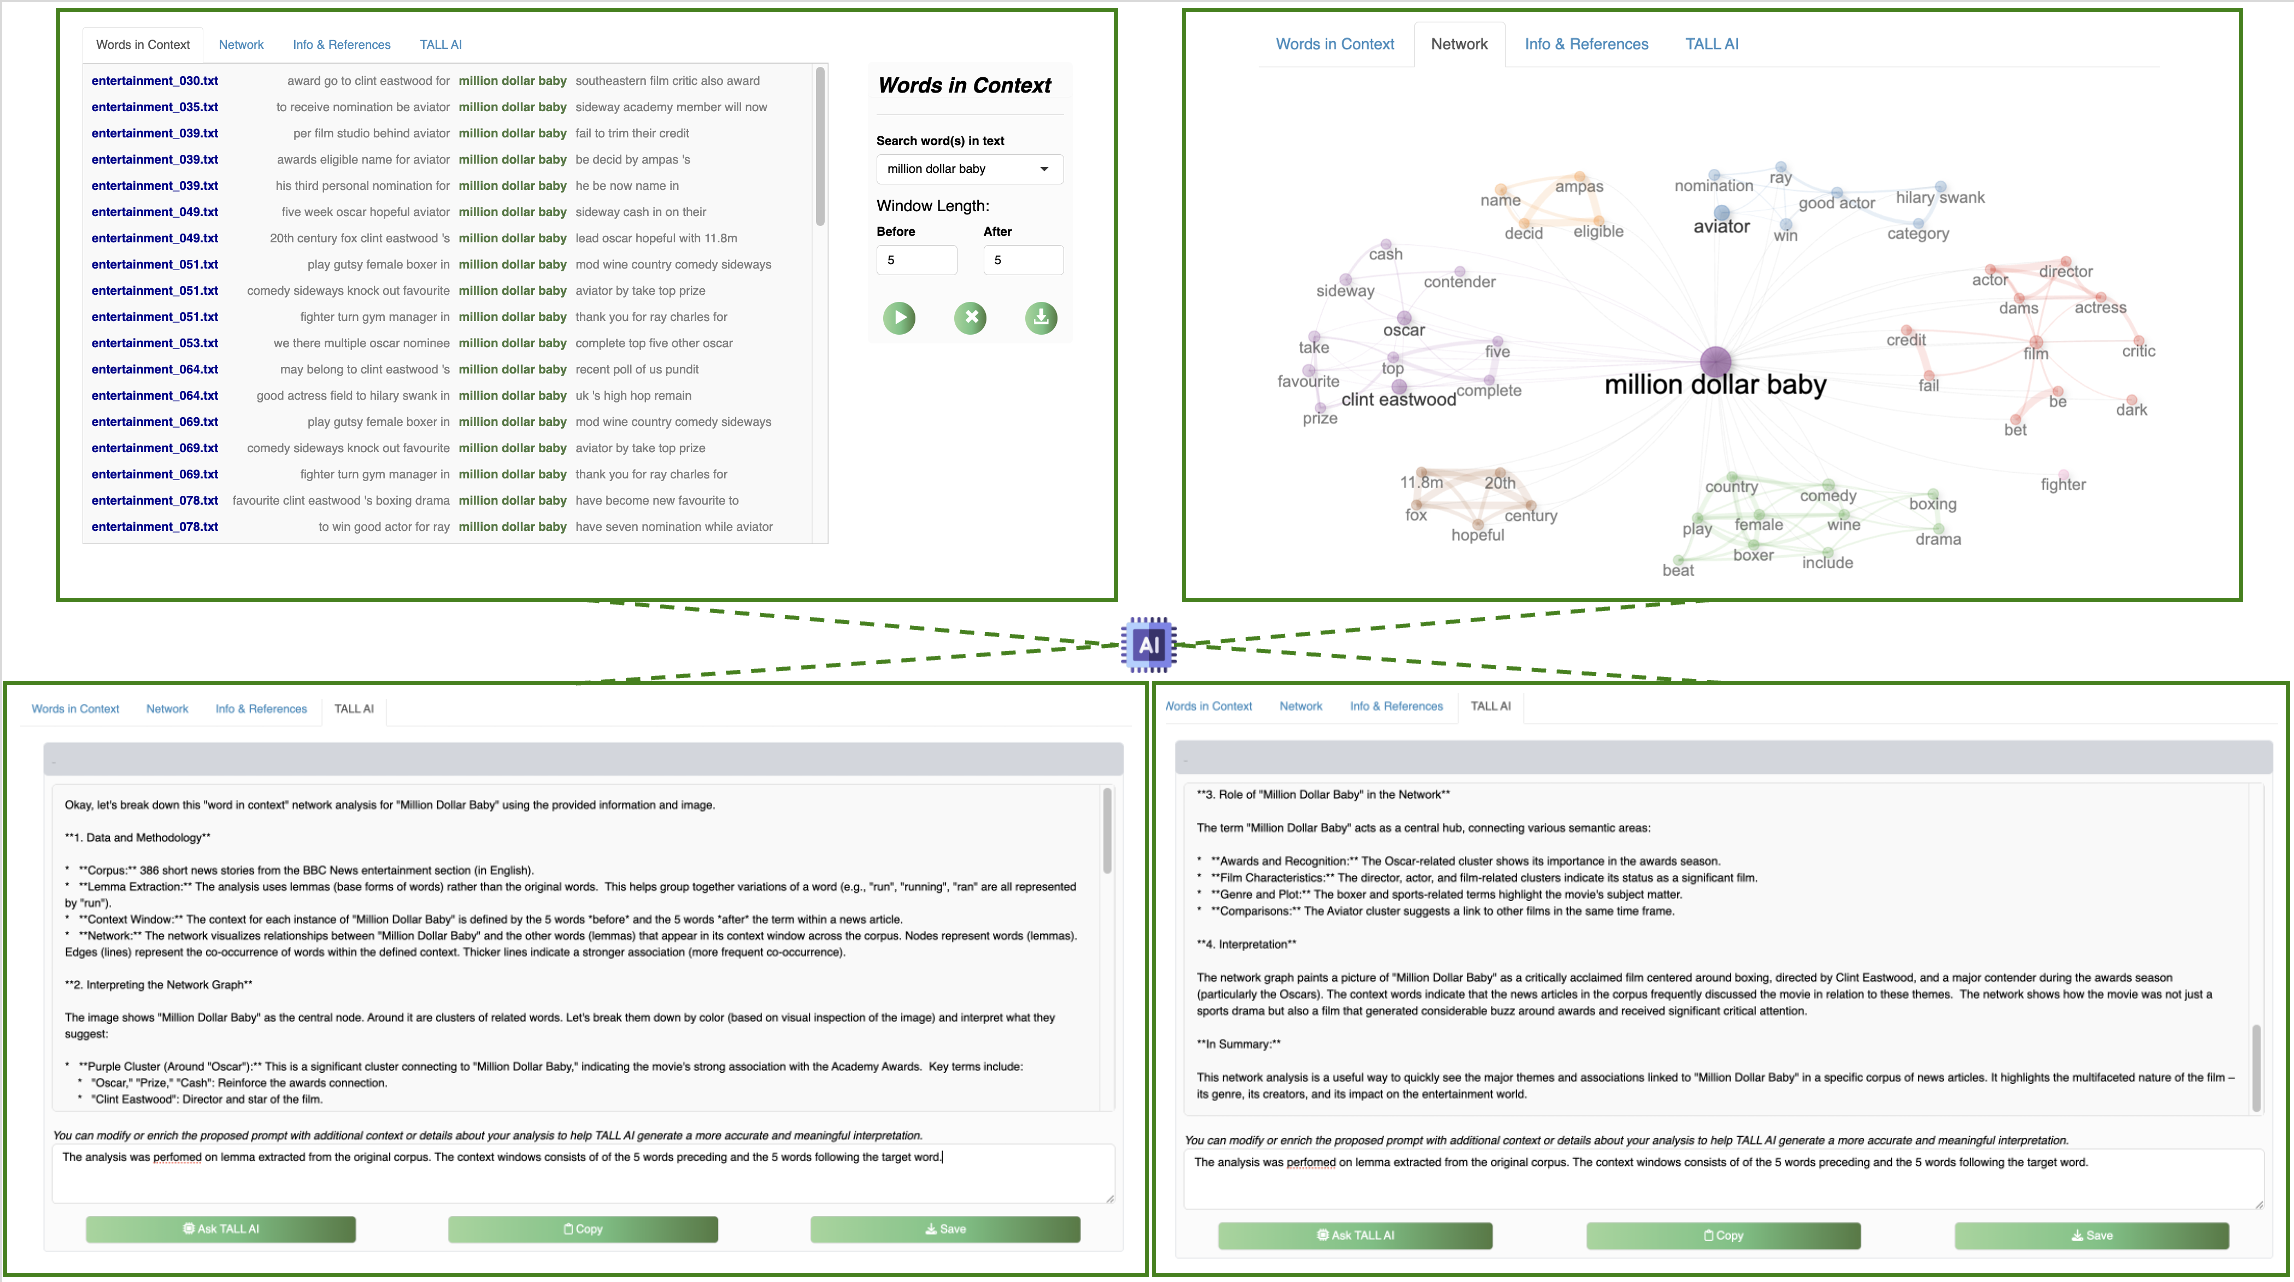 Words in Context Network Info & References TALL AI
entertainment_030.txt award go to clint eastwood for million dollar baby southeastern film critic also award
entertainment_035.txt to receive nomination be aviator million dollar baby sideway academy member will now
entertainment_039.txt per film studio behind aviator million dollar baby fail to trim their credit
entertainment_039.txt awards eligible name for aviator million dollar baby be decid by ampas 's
entertainment_039.txt his third personal nomination for million dollar baby he be now name in
entertainment_049.txt five week oscar hopeful aviator million dollar baby sideway cash in on their
entertainment_049.txt 20th century fox clint eastwood 's million dollar baby lead oscar hopeful with 11.8m
entertainment_051.txt play gutsy female boxer in million dollar baby mod wine country comedy sideways
entertainment_051.txt comedy sideways knock out favourite million dollar baby aviator by take top prize
entertainment_051.txt fighter turn gym manager in million dollar baby thank you for ray charles for
entertainment_053.txt we there multiple oscar nominee million dollar baby complete top five other oscar
entertainment_064.txt may belong to clint eastwood 's million dollar baby recent poll of us pundit
entertainment_064.txt good actress field to hilary swank in million dollar baby uk 's high hop remain
entertainment_069.txt play gutsy female boxer in million dollar baby mod wine country comedy sideways
entertainment_069.txt comedy sideways knock out favourite million dollar baby aviator by take top prize
entertainment_069.txt fighter turn gym manager in million dollar baby thank you for ray charles for
entertainment_078.txt favourite clint eastwood 's boxing drama million dollar baby have become new favourite to
entertainment_078.txt to win good actor for ray million dollar baby have seven nomination while aviator
Words in Context
Search word(s) in text
million dollar baby
Window Length:
Before After
5 5
Words in Context Network Info & References TALL AI
ampas
name
decid
eligible
nomination
ray
good actor
hilary swank
aviator
win
category
cash
sideway
contender
oscar
take
top
five
favourite
clint eastwood
complete
prize
million dollar baby
actor
director
dams
actress
credit
film
critic
fail
be
dark
bet
fighter
11.8m
20th
fox
century
hopeful
country
comedy
boxing
play
female
wine
drama
boxer
include
beat
AI
Words in Context Network Info & References TALL AI
Okay, let's break down this "word in context" network analysis for "Million Dollar Baby" using the provided information and image.
**1. Data and Methodology**
* **Corpus:** 386 short news stories from the BBC News entertainment section (in English).
* **Lemma Extraction:** The analysis uses lemmas (base forms of words) rather than the original words. This helps group together variations of a word (e.g., "run", "running", "ran" are all represented
by "run").
* **Context Window:** The context for each instance of "Million Dollar Baby" is defined by the 5 words *before* and the 5 words *after* the term within a news article.
* **Network:** The network visualizes relationships between "Million Dollar Baby" and the other words (lemmas) that appear in its context window across the corpus. Nodes represent words (lemmas).
Edges (lines) represent the co-occurrence of words within the defined context. Thicker lines indicate a stronger association (more frequent co-occurrence).
**2. Interpreting the Network Graph**
The image shows "Million Dollar Baby" as the central node. Around it are clusters of related words. Let's break them down by color (based on visual inspection of the image) and interpret what they
suggest:
* **Purple Cluster (Around "Oscar"):** This is a significant cluster connecting to "Million Dollar Baby," indicating the movie's strong association with the Academy Awards. Key terms include:
* "Oscar," "Prize," "Cash": Reinforce the awards connection.
* "Clint Eastwood": Director and star of the film.
You can modify or enrich the proposed prompt with additional context or details about your analysis to help TALL AI generate a more accurate and meaningful interpretation.
The analysis was perfomed on lemma extracted from the original corpus. The context windows consists of of the 5 words preceding and the 5 words following the target word.
Ask TALL AI Copy Save
Words in Context Network Info & References TALL AI
**3. Role of "Million Dollar Baby" in the Network**
The term "Million Dollar Baby" acts as a central hub, connecting various semantic areas:
* **Awards and Recognition:** The Oscar-related cluster shows its importance in the awards season.
* **Film Characteristics:** The director, actor, and film-related clusters indicate its status as a significant film.
* **Genre and Plot:** The boxer and sports-related terms highlight the movie's subject matter.
* **Comparisons:** The Aviator cluster suggests a link to other films in the same time frame.
**4. Interpretation**
The network graph paints a picture of "Million Dollar Baby" as a critically acclaimed film centered around boxing, directed by Clint Eastwood, and a major contender during the awards season
(particularly the Oscars). The context words indicate that the news articles in the corpus frequently discussed the movie in relation to these themes. The network shows how the movie was not just a
sports drama but also a film that generated considerable buzz around awards and received significant critical attention.
**In Summary:**
This network analysis is a useful way to quickly see the major themes and associations linked to "Million Dollar Baby" in a specific corpus of news articles. It highlights the multifaceted nature of the film –
its genre, its creators, and its impact on the entertainment world.
You can modify or enrich the proposed prompt with additional context or details about your analysis to help TALL AI generate a more accurate and meaningful interpretation.
The analysis was perfomed on lemma extracted from the original corpus. The context windows consists of of the 5 words preceding and the 5 words following the target word.
Ask TALL AI Copy Save